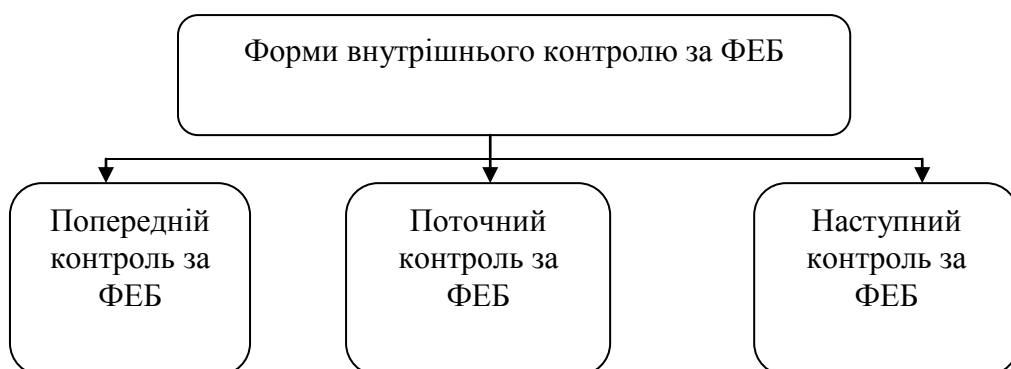 Форми внутрішнього контролю за ФЕБ
Попередній
контроль за
ФЕБ
Поточний
контроль за
ФЕБ
Наступний
контроль за
ФЕБ